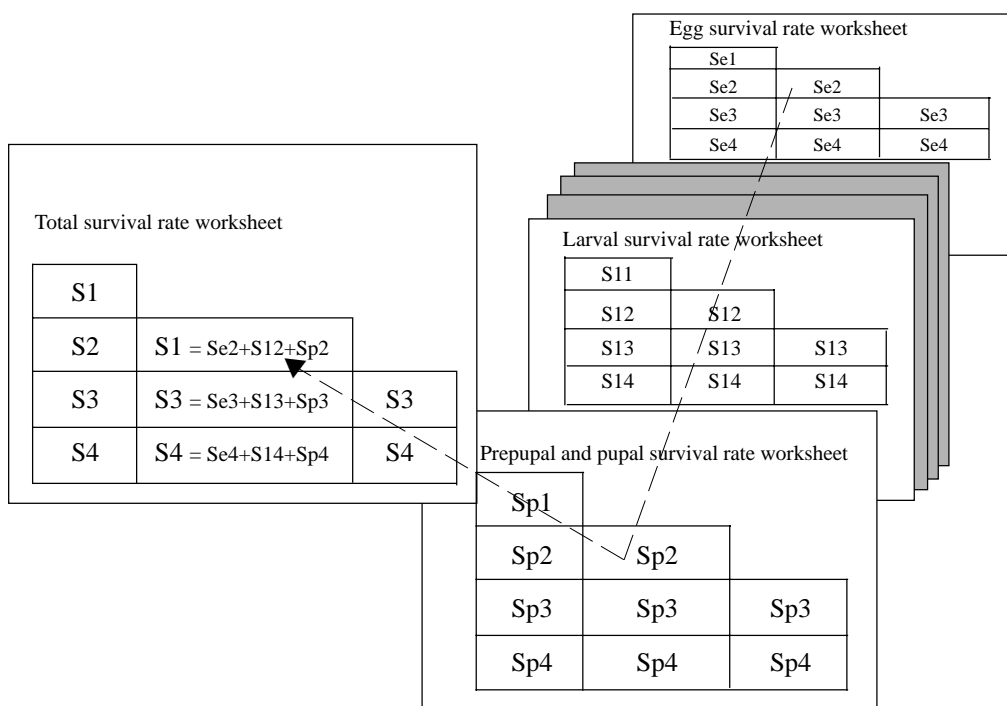 Egg survival rate worksheet
Se1
Se2 Se2
Se3 Se3 Se3
Se4 Se4 Se4
Total survival rate worksheet
S1
S2 S1 = Se2+S12+Sp2
S3 S3 = Se3+S13+Sp3 S3
S4 S4 = Se4+S14+Sp4 S4
Larval survival rate worksheet
S11
S12 S12
S13 S13 S13
S14 S14 S14
Prepupal and pupal survival rate worksheet
Sp1
Sp2 Sp2
Sp3 Sp3 Sp3
Sp4 Sp4 Sp4